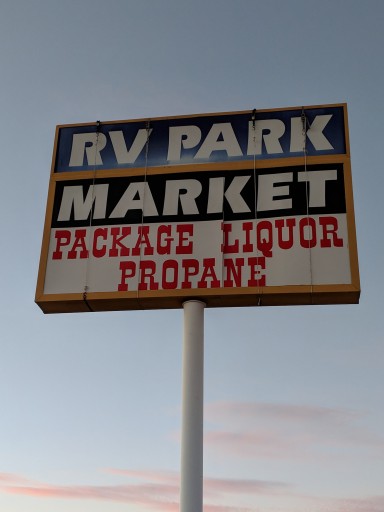 RV PARK
MARKET
PACKAGE LIQUOR
PROPANE